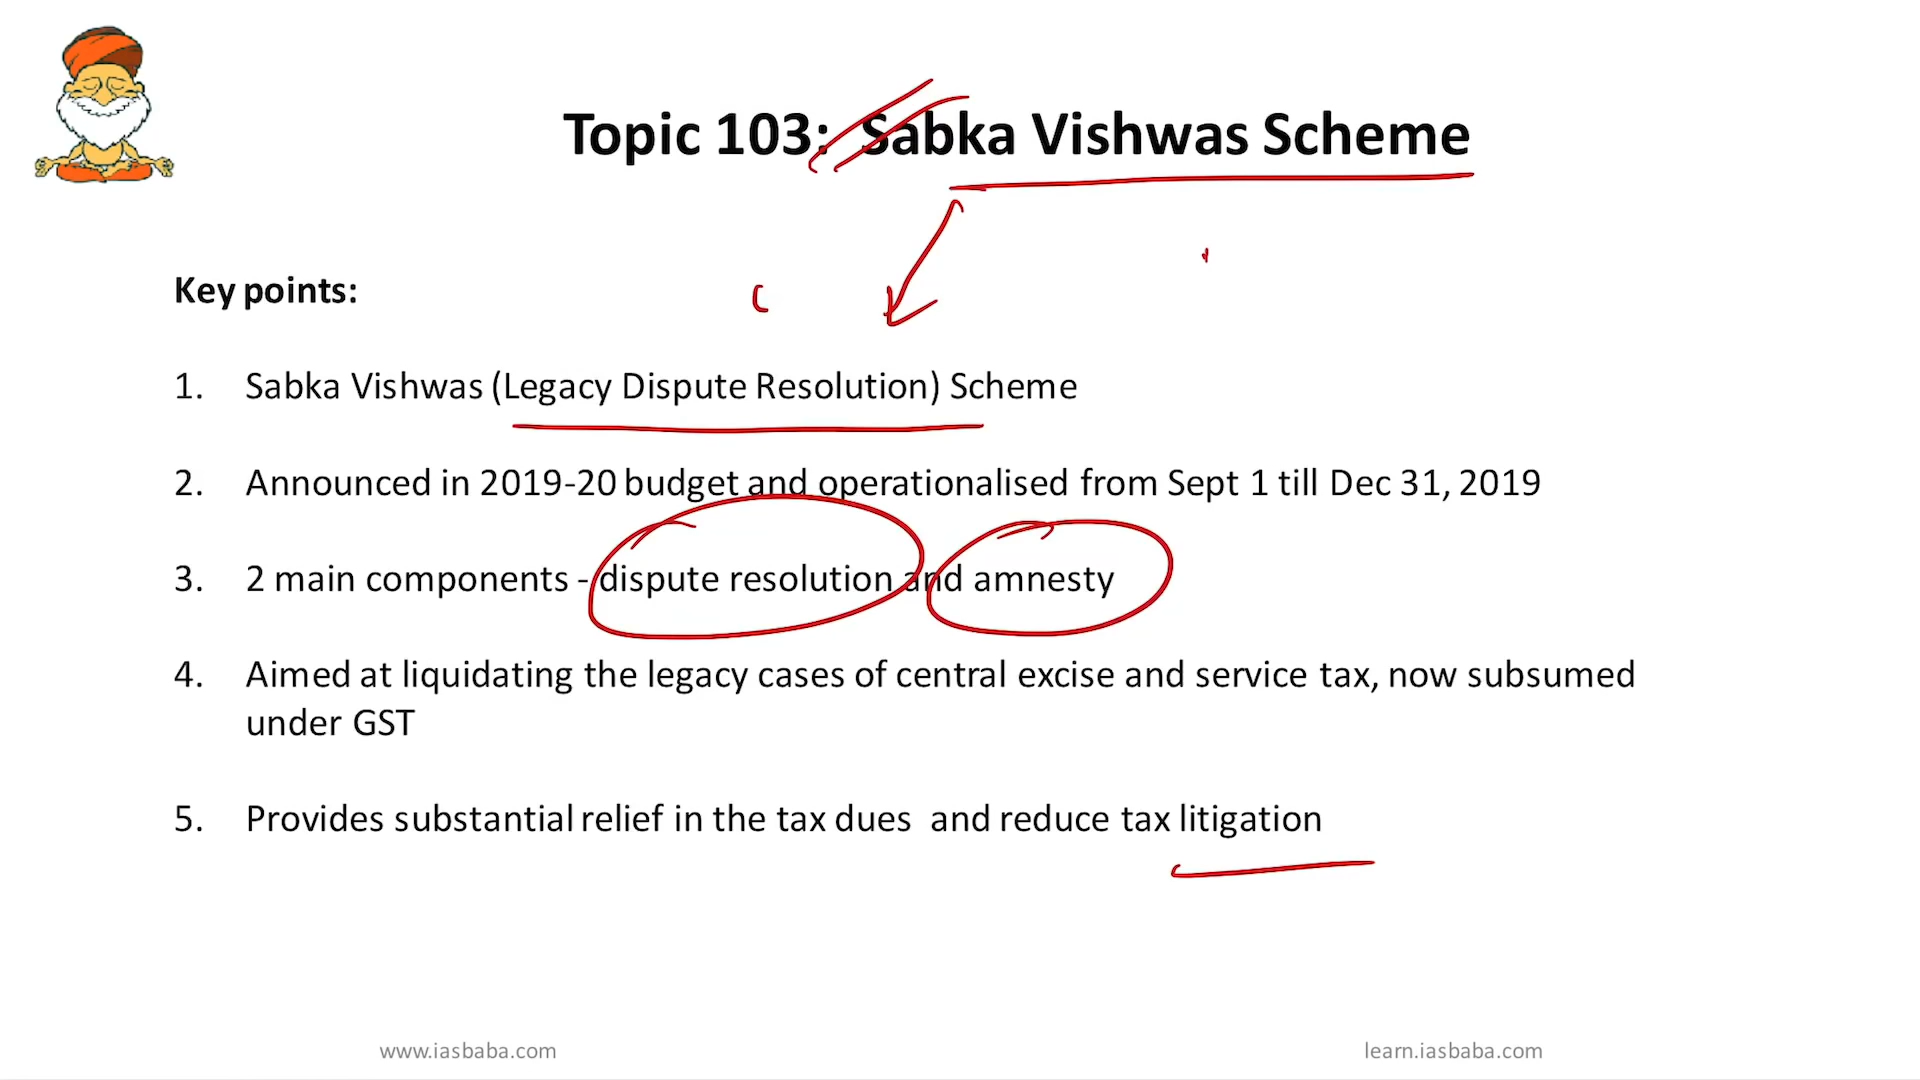 Topic 103: Sabka Vishwas Scheme
Key points:
1. Sabka Vishwas (Legacy Dispute Resolution) Scheme
2. Announced in 2019-20 budget and operationalised from Sept 1 till Dec 31, 2019
3. 2 main components - dispute resolution and amnesty
4. Aimed at liquidating the legacy cases of central excise and service tax, now subsumed
under GST
5. Provides substantial relief in the tax dues and reduce tax litigation
www.iasbaba.com
learn.iasbaba.com